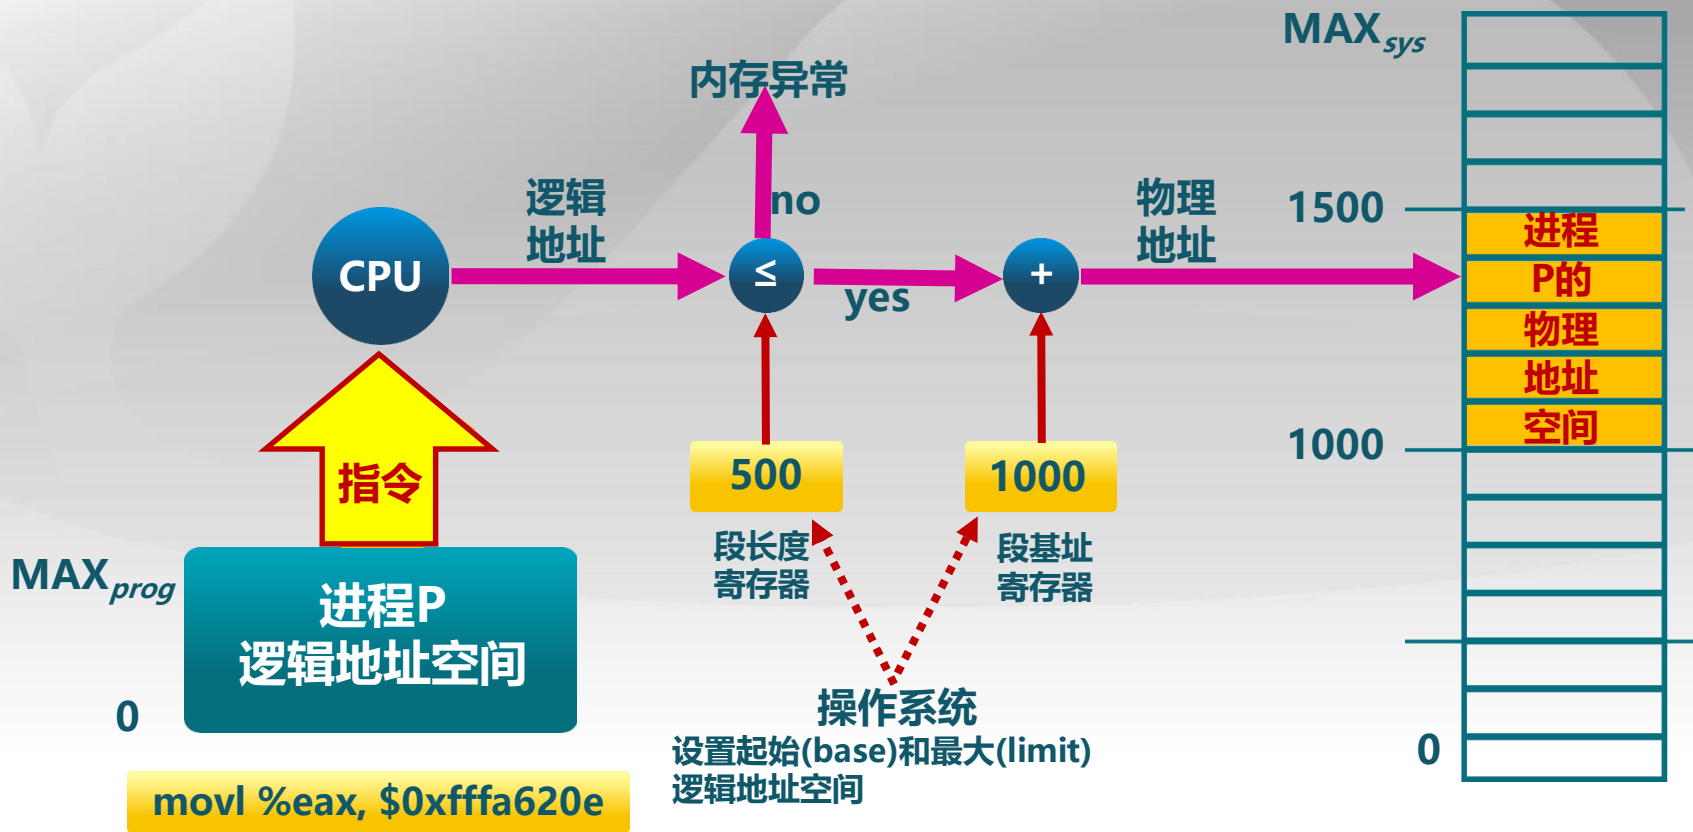 MAXsys
内存异常
逻辑
地址
no
物理
地址
1500
进程
P的
物理
地址
空间
CPU
≤
yes
+
1000
指令
500
1000
段长度
寄存器
段基址
寄存器
MAXprog
进程P
逻辑地址空间
0
操作系统
设置起始(base)和最大(limit)
逻辑地址空间
0
movl %eax, $0xfffa620e